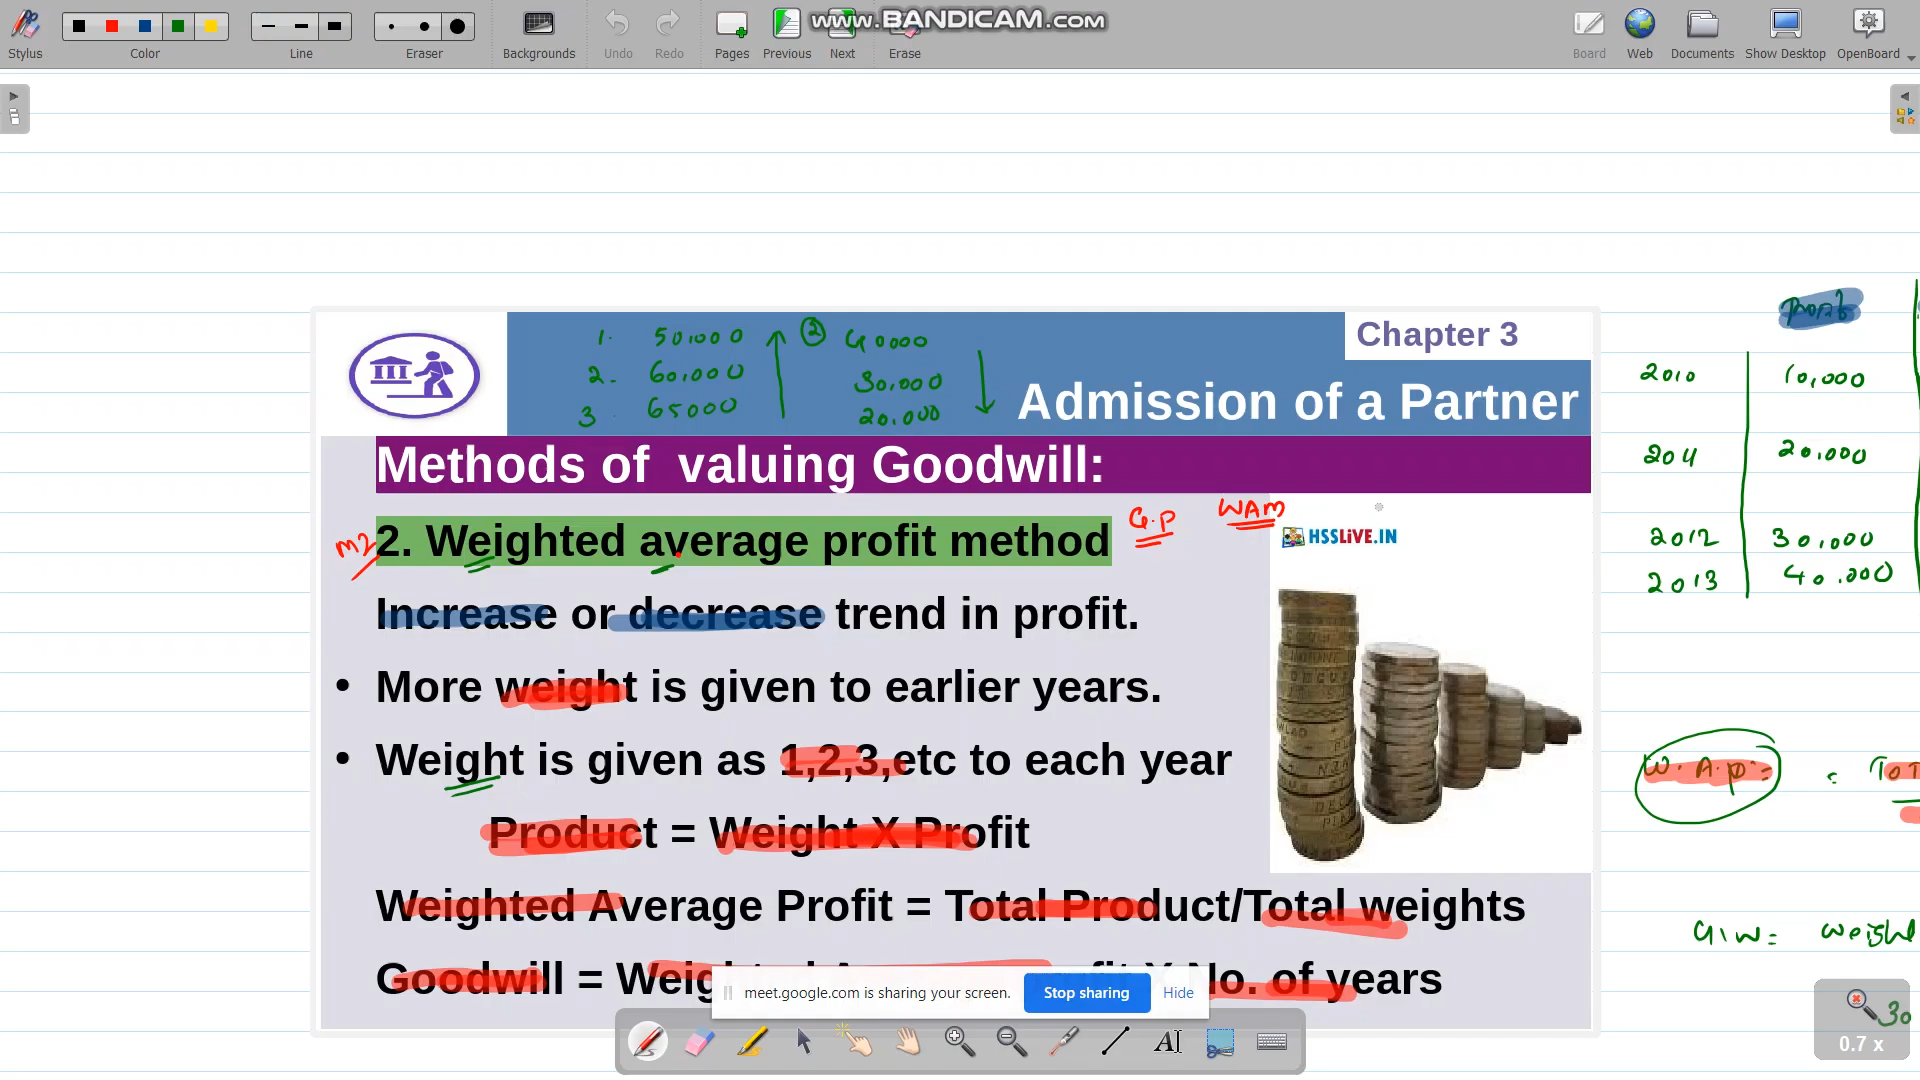 www.BANDICAM.com
Stylus Color Line Eraser Backgrounds Undo Redo Pages Previous Next Erase Board Web Documents Show Desktop OpenBoard
Chapter 3
Admission of a Partner
1. 50,000
2. 60,000
3 65000
2 40000
30,000
20,000
Methods of valuing Goodwill:
M2
2. Weighted average profit method
G.P
WAM
HSSLiVE.IN
Increase or decrease trend in profit.
• More weight is given to earlier years.
• Weight is given as 1,2,3,etc to each year
Product = Weight X Profit
Weighted Average Profit = Total Product/Total weights
Goodwill = X No. of years
Profit
2010 10,000
2011 20,000
2012 30,000
2013 40,000
W.A.P = TOT
G/W = weight
30
meet.google.com is sharing your screen. Stop sharing Hide
0.7 x